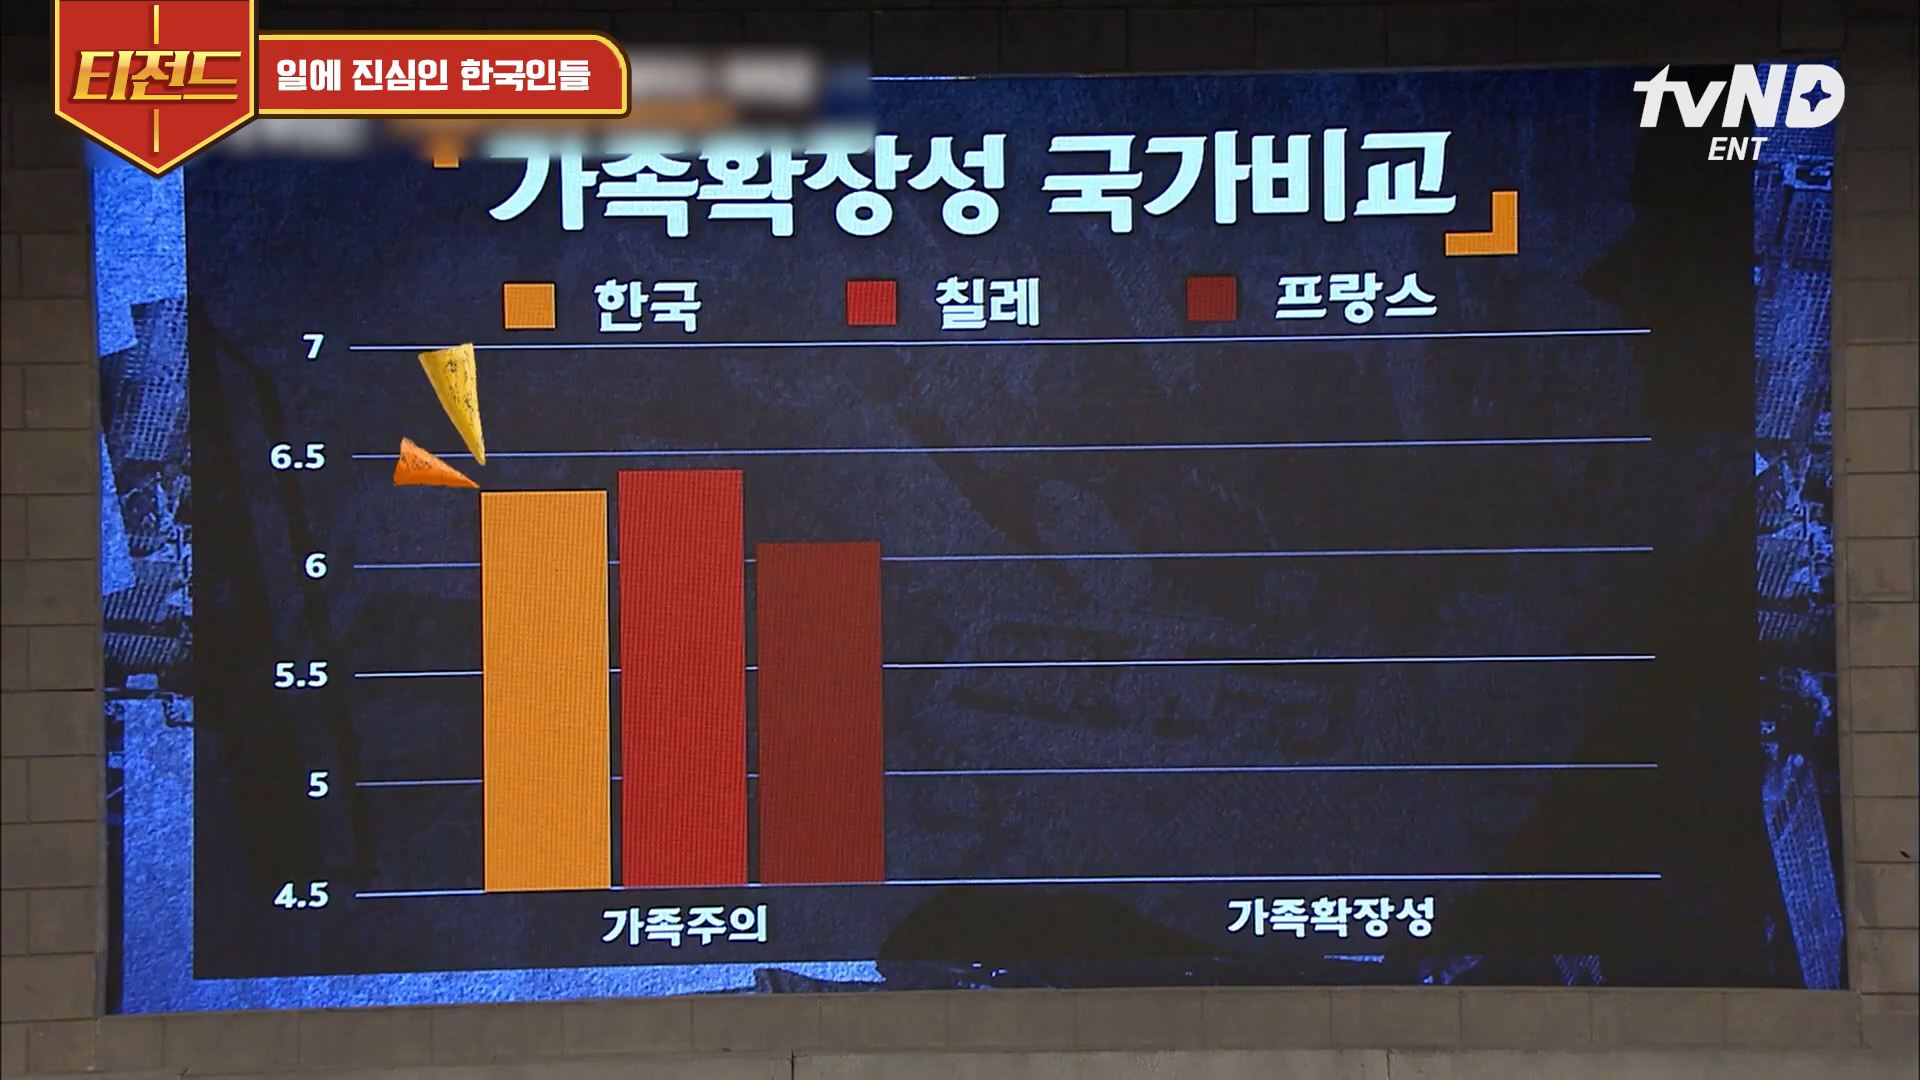 티전드
일에 진심인 한국인들
tvND
ENT
가족확장성 국가비교
한국 칠레 프랑스
7
6.5
6
5.5
5
4.5
가족주의 가족확장성